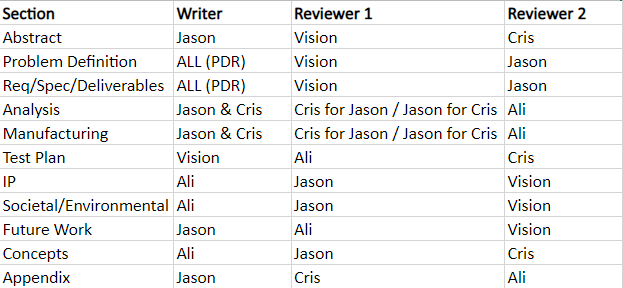 Section Writer Reviewer 1 Reviewer 2
Abstract Jason Vision Cris
Problem Definition ALL (PDR) Vision Jason
Req/Spec/Deliverables ALL (PDR) Vision Jason
Analysis Jason & Cris Cris for Jason / Jason for Cris Ali
Manufacturing Jason & Cris Cris for Jason / Jason for Cris Ali
Test Plan Vision Ali Cris
IP Ali Jason Vision
Societal/Environmental Ali Jason Vision
Future Work Jason Ali Vision
Concepts Ali Jason Cris
Appendix Jason Cris Ali